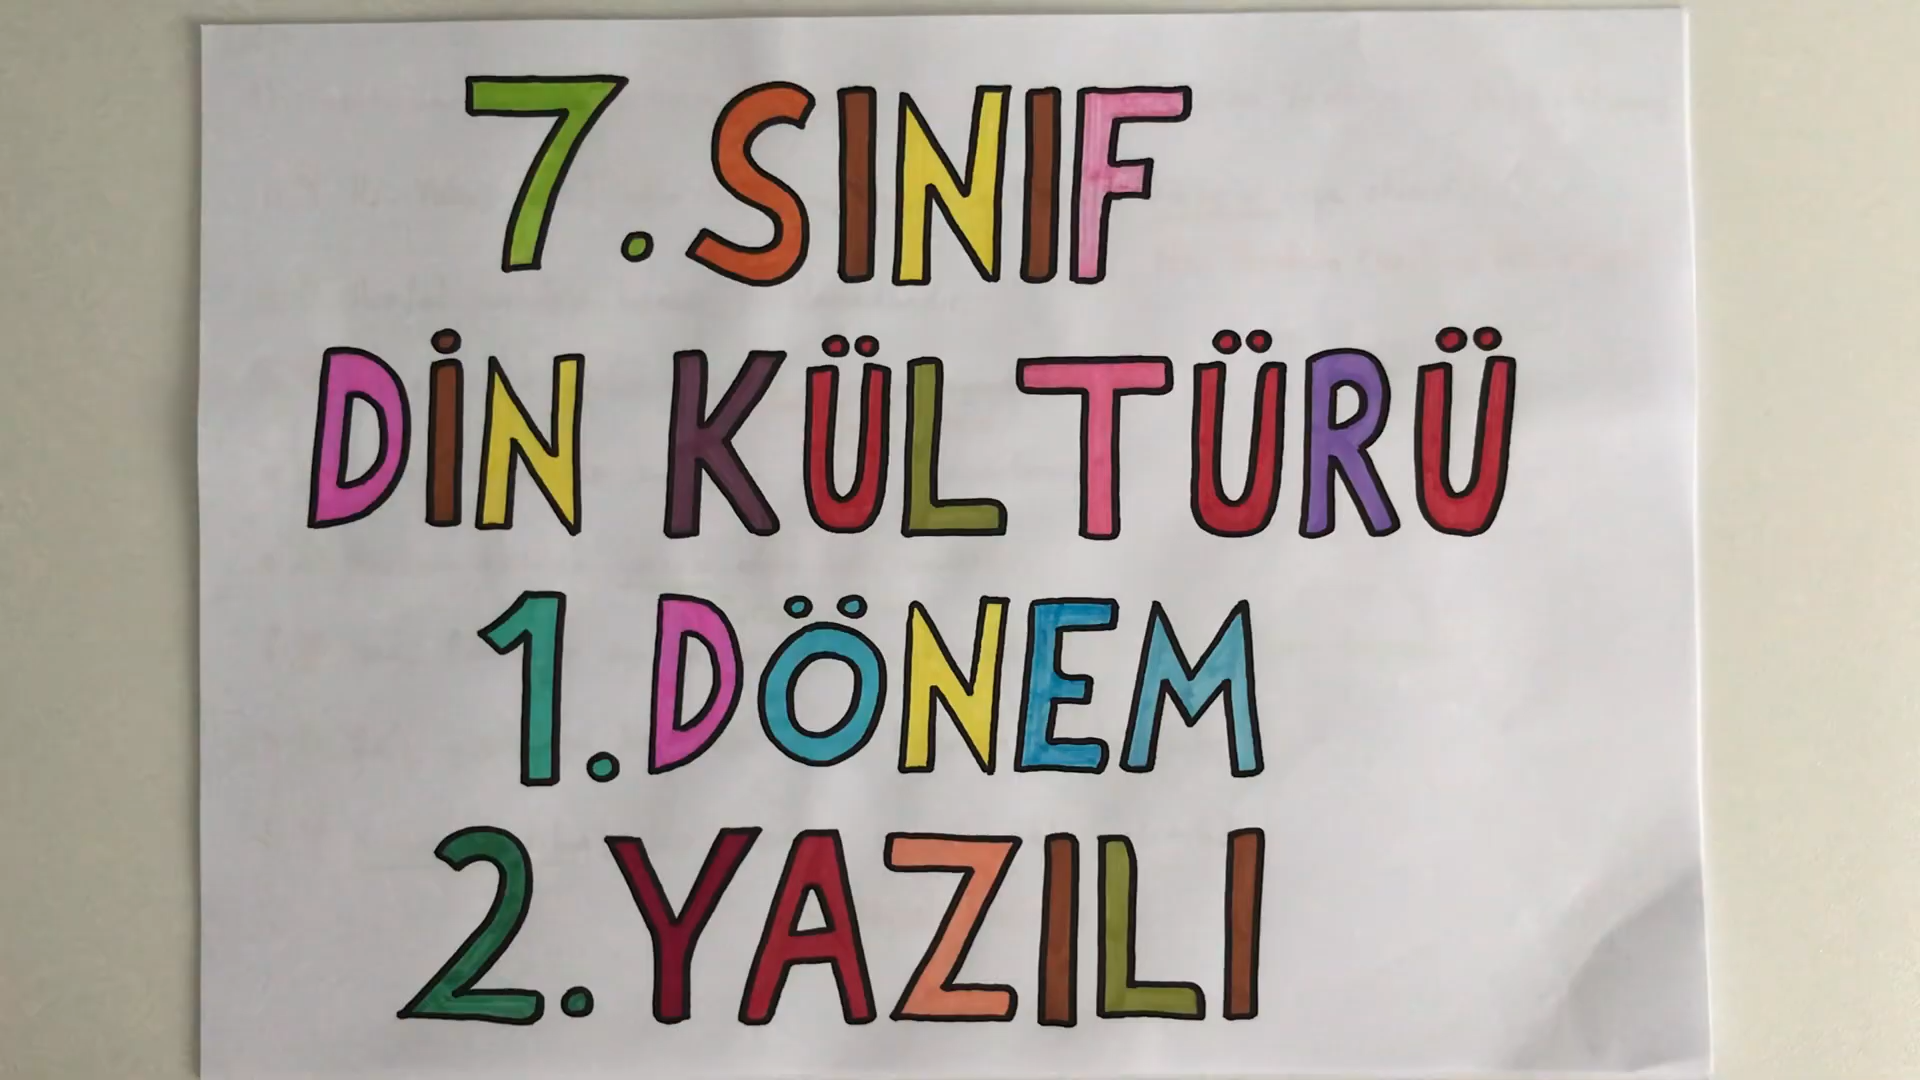 7. SINIF
DİN KÜLTÜRÜ
1. DÖNEM
2. YAZILI